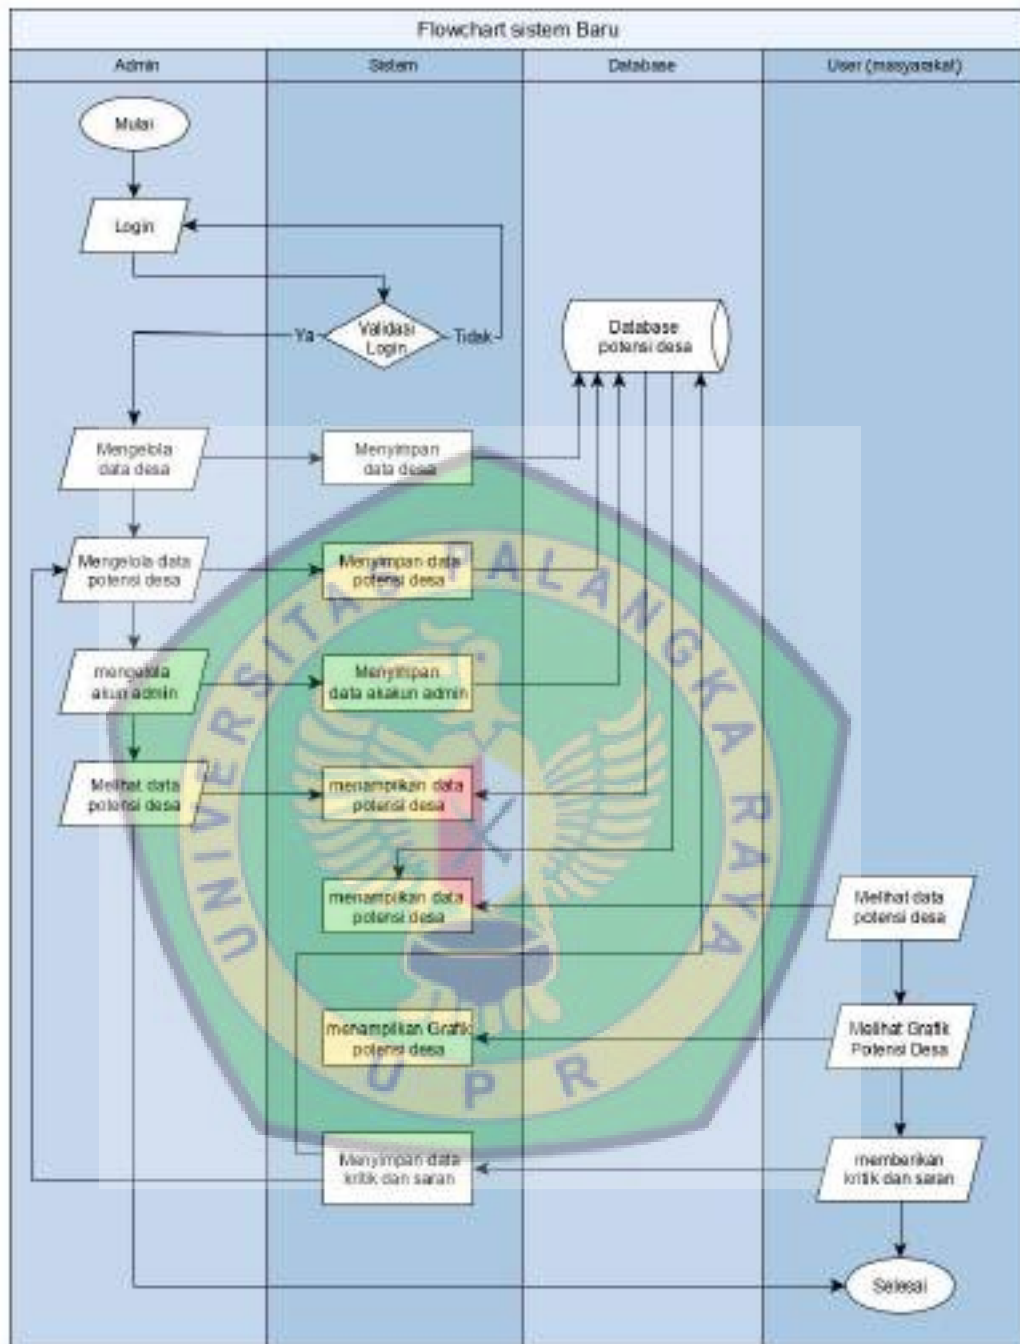 Flowchart sistem Baru
Admin
Sistem
Database
User (masyarakat)
Mulai
Login
Validasi
Login
Ya
Tidak
Database
potensi desa
Mengelola
data desa
Menyimpan
data desa
Mengelola data
potensi desa
Menyimpan data
potensi desa
mengelola
akun admin
Menyimpan
data akakun admin
Melihat data
potensi desa
menampilkan data
potensi desa
menampilkan data
potensi desa
Melihat data
potensi desa
menampilkan Grafik
potensi desa
Melihat Grafik
Potensi Desa
Menyimpan data
kritik dan saran
memberikan
kritik dan saran
Selesai
UNIVERSITAS PALANGKA RAYA
UPR